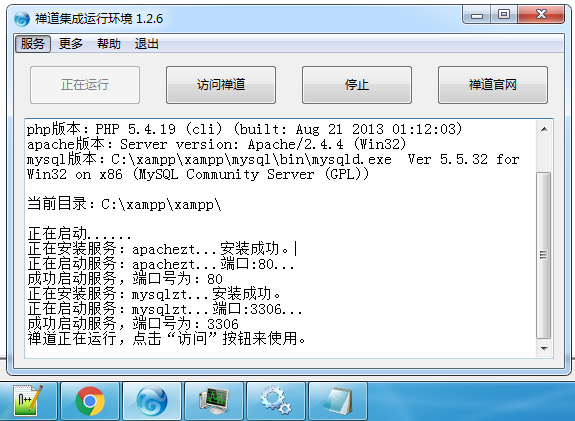 禅道集成运行环境 1.2.6
服务 更多 帮助 退出
正在运行 访问禅道 停止 禅道官网
php版本：PHP 5.4.19 (cli) (built: Aug 21 2013 01:12:03)
apache版本：Server version: Apache/2.4.4 (Win32)
mysql版本：C:\xampp\xampp\mysql\bin\mysqld.exe  Ver 5.5.32 for
Win32 on x86 (MySQL Community Server (GPL))
当前目录：C:\xampp\xampp\
正在启动......
正在安装服务：apachezt...安装成功。
正在启动服务：apachezt...端口:80...
成功启动服务，端口号为：80
正在安装服务：mysqlzt...安装成功。
正在启动服务：mysqlzt...端口:3306...
成功启动服务，端口号为：3306
禅道正在运行，点击“访问”按钮来使用。